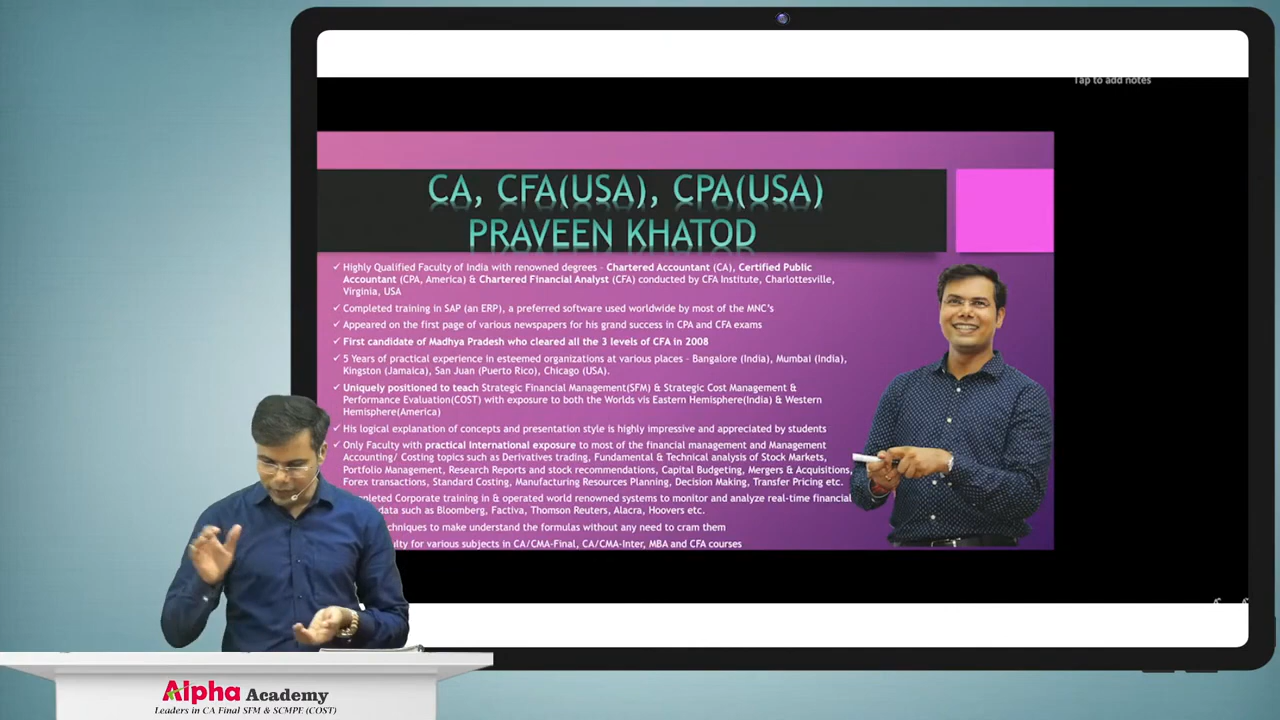 Tap to add notes
CA, CFA(USA), CPA(USA)
PRAVEEN KHATOD
✓ Highly Qualified Faculty of India with renowned degrees – Chartered Accountant (CA), Certified Public
Accountant (CPA, America) & Chartered Financial Analyst (CFA) conducted by CFA Institute, Charlottesville,
Virginia, USA
✓ Completed training in SAP (an ERP), a preferred software used worldwide by most of the MNC's
✓ Appeared on the first page of various newspapers for his grand success in CPA and CFA exams
✓ First candidate of Madhya Pradesh who cleared all the 3 levels of CFA in 2008
✓ 5 Years of practical experience in esteemed organizations at various places – Bangalore (India), Mumbai (India),
Kingston (Jamaica), San Juan (Puerto Rico), Chicago (USA).
✓ Uniquely positioned to teach Strategic Financial Management(SFM) & Strategic Cost Management &
Performance Evaluation(COST) with exposure to both the Worlds vis Eastern Hemisphere(India) & Western
Hemisphere(America)
✓ His logical explanation of concepts and presentation style is highly impressive and appreciated by students
✓ Only Faculty with practical International exposure to most of the financial management and Management
Accounting/ Costing topics such as Derivatives trading, Fundamental & Technical analysis of Stock Markets,
Portfolio Management, Research Reports and stock recommendations, Capital Budgeting, Mergers & Acquisitions,
Forex transactions, Standard Costing, Manufacturing Resources Planning, Decision Making, Transfer Pricing etc.
Corporate training in & operated world renowned systems to monitor and analyze real-time financial
data such as Bloomberg, Factiva, Thomson Reuters, Alacra, Hoovers etc.
to make understand the formulas without any need to cram them
for various subjects in CA/CMA-Final, CA/CMA-Inter, MBA and CFA courses
Alpha Academy
Leaders in CA Final SFM & SCMPE (COST)